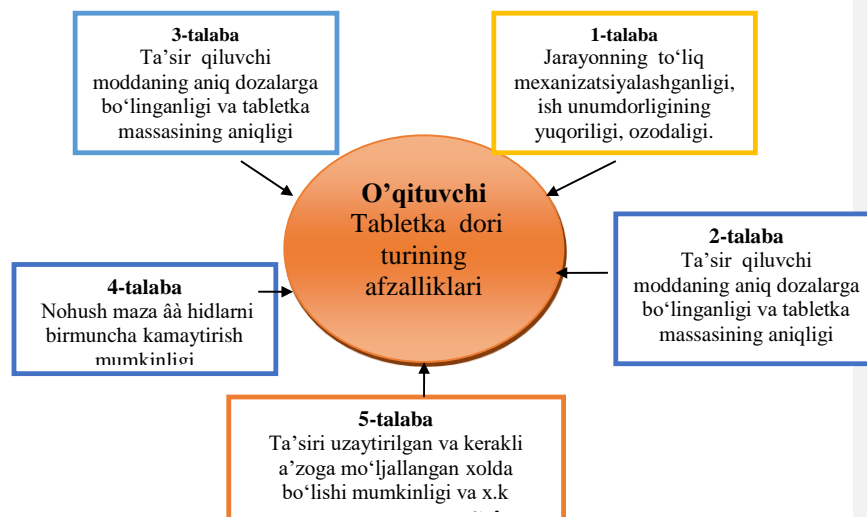 3-talaba
Ta’sir qiluvchi
moddaning aniq dozalarga
bo‘linganligi va tabletka
massasining aniqligi
1-talaba
Jarayonning to‘liq
mexanizatsiyalashganligi,
ish unumdorligining
yuqoriligi, ozodaligi.
O’qituvchi
Tabletka dori
turining
afzalliklari
2-talaba
Ta’sir qiluvchi
moddaning aniq dozalarga
bo‘linganligi va tabletka
massasining aniqligi
4-talaba
Nohush maza âà hidlarni
birmuncha kamaytirish
mumkinligi
5-talaba
Ta’siri uzaytirilgan va kerakli
a’zoga mo‘ljallangan xolda
bo‘lishi mumkinligi va x.k